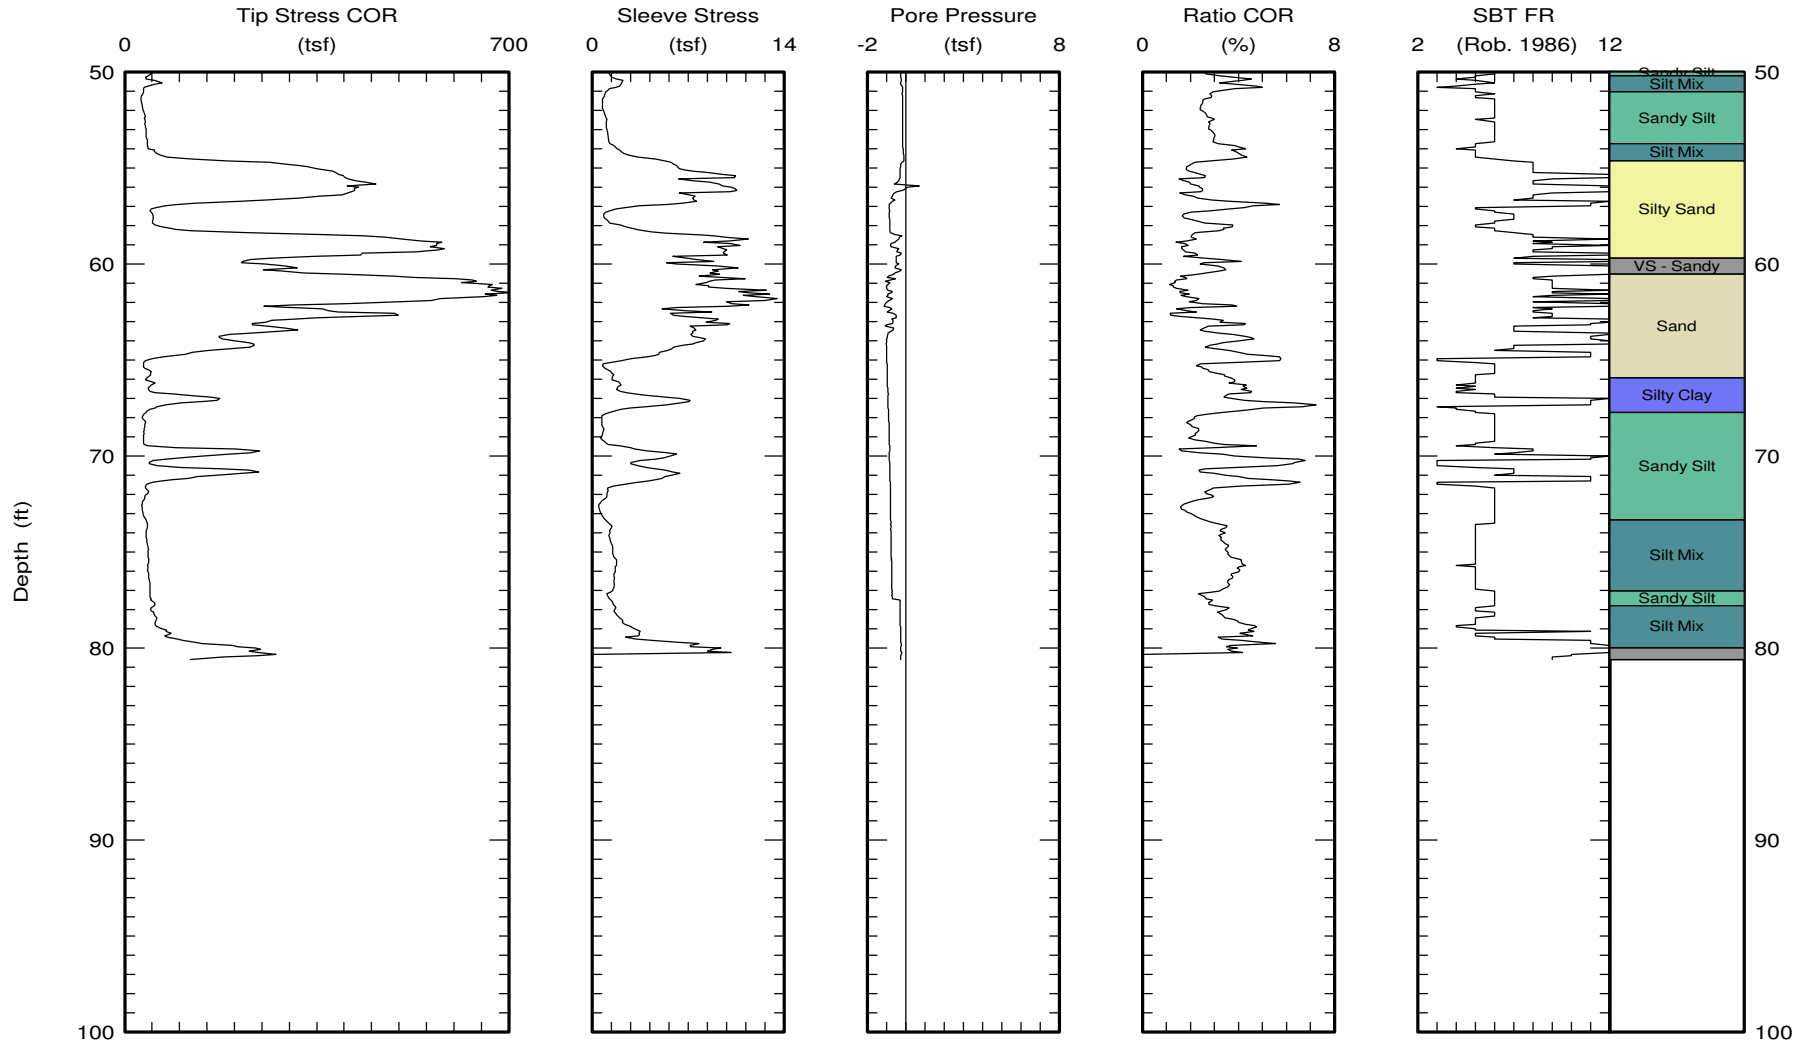 Tip Stress COR Sleeve Stress Pore Pressure Ratio COR SBT FR
0 (tsf) 700 0 (tsf) 14 -2 (tsf) 8 0 (%) 8 2 (Rob. 1986) 12
50 Sandy Silt 50
Silt Mix
Sandy Silt
Silt Mix
Silty Sand
60 VS - Sandy 60
Sand
Silty Clay
70 Sandy Silt 70
Silt Mix
Depth (ft)
Sandy Silt
Silt Mix
80 80
90 90
100 100